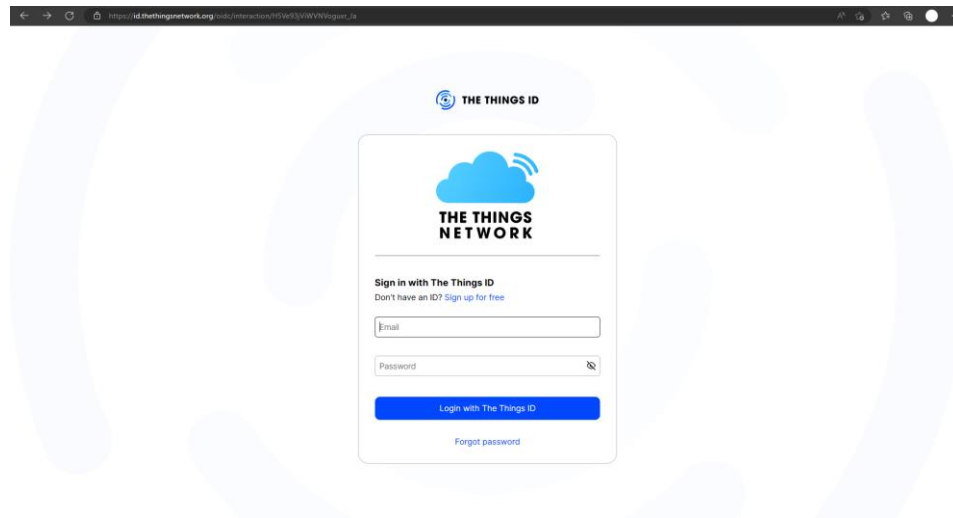 https://id.thethingsnetwork.org/oidc/interaction/
THE THINGS ID
THE THINGS
NETWORK
Sign in with The Things ID
Don't have an ID? Sign up for free
Email
Password
Login with The Things ID
Forgot password